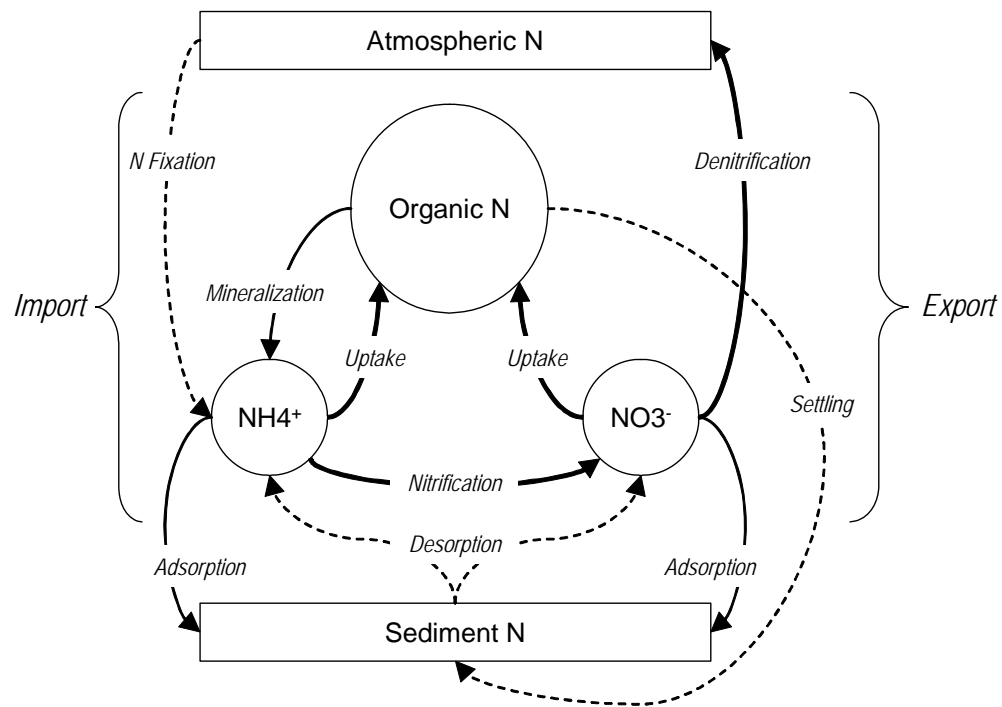 Atmospheric N
N Fixation
Denitrification
Organic N
Import
Mineralization
Export
Uptake
Uptake
Settling
NH4⁺
NO3⁻
Nitrification
Desorption
Adsorption
Adsorption
Sediment N